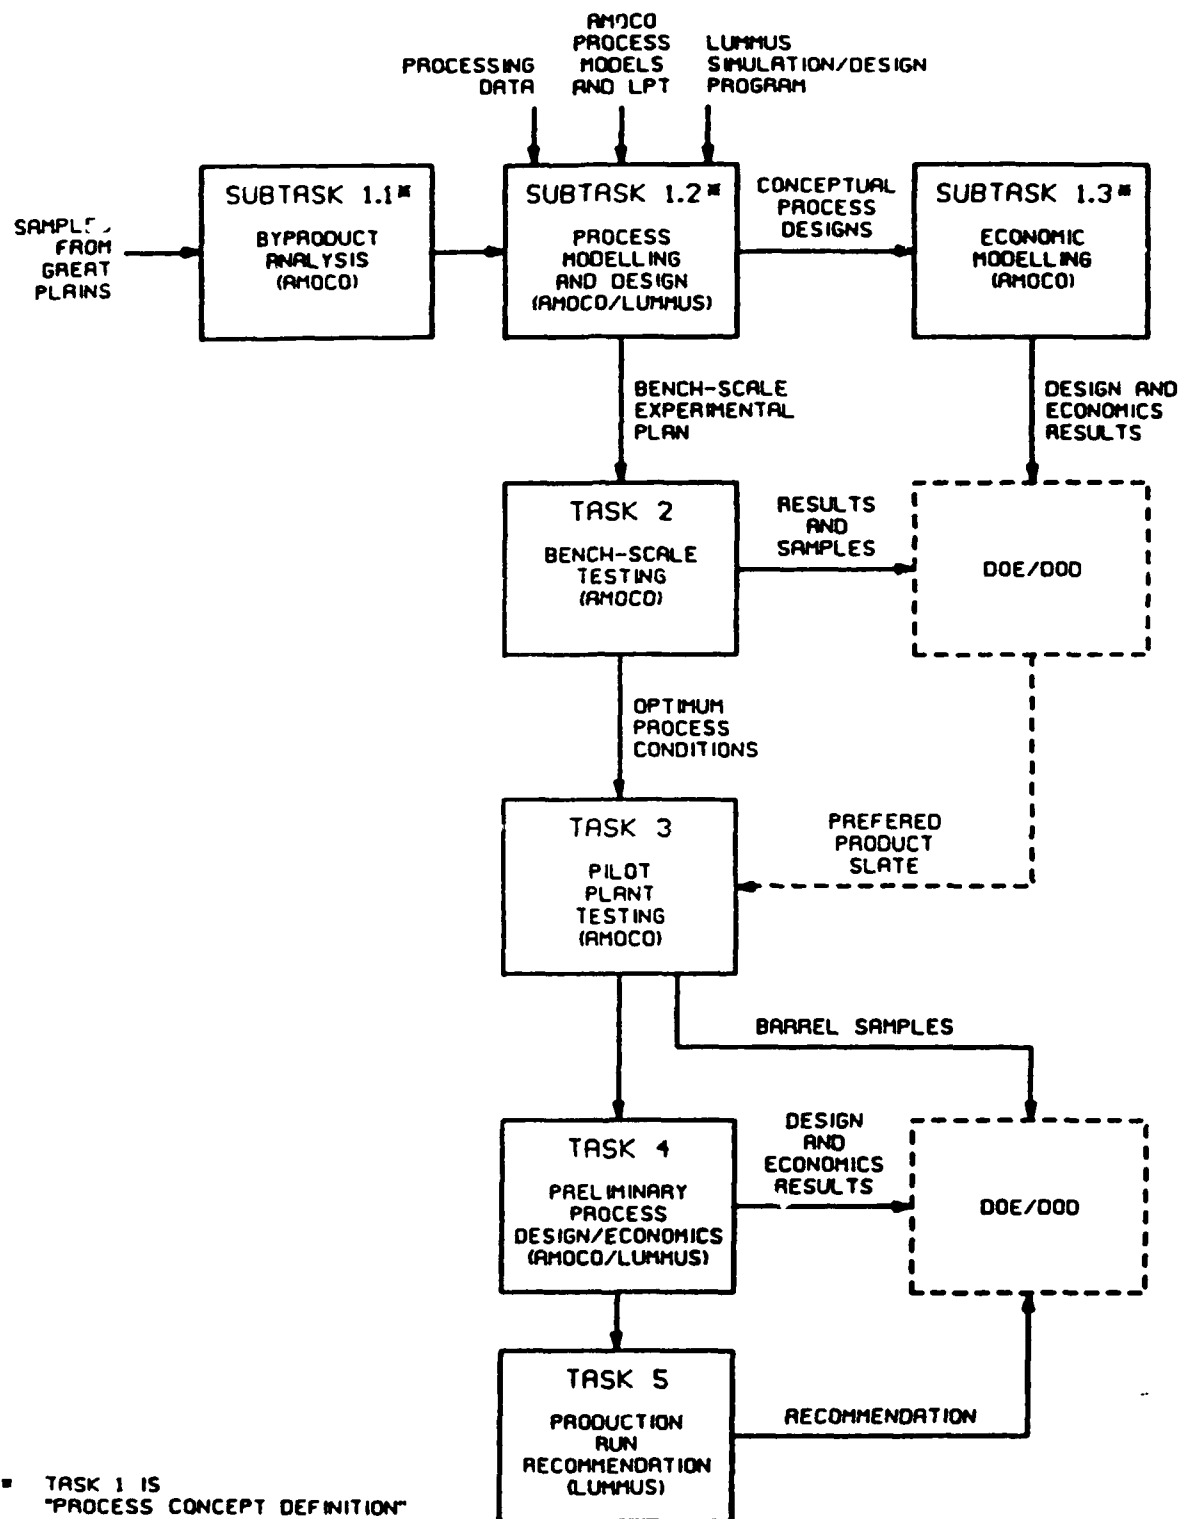 AMOCO
PROCESS
MODELS
AND LPT
LUMMUS
SIMULATION/DESIGN
PROGRAM
PROCESSING
DATA
SUBTASK 1.1*
BYPRODUCT
ANALYSIS
(AMOCO)
SUBTASK 1.2*
PROCESS
MODELLING
AND DESIGN
(AMOCO/LUMMUS)
CONCEPTUAL
PROCESS
DESIGNS
SUBTASK 1.3*
ECONOMIC
MODELLING
(AMOCO)
FROM
GREAT
PLAINS
BENCH-SCALE
EXPERIMENTAL
PLAN
DESIGN AND
ECONOMICS
RESULTS
TASK 2
BENCH-SCALE
TESTING
(AMOCO)
RESULTS
AND
SAMPLES
DOE/DOD
OPTIMUM
PROCESS
CONDITIONS
TASK 3
PILOT
PLANT
TESTING
(AMOCO)
PREFERED
PRODUCT
SLATE
BARREL SAMPLES
TASK 4
PRELIMINARY
PROCESS
DESIGN/ECONOMICS
(AMOCO/LUMMUS)
DESIGN
AND
ECONOMICS
RESULTS
DOE/DOD
TASK 5
PRODUCTION
RUN
RECOMMENDATION
(LUMMUS)
RECOMMENDATION
* TASK 1 IS
"PROCESS CONCEPT DEFINITION"